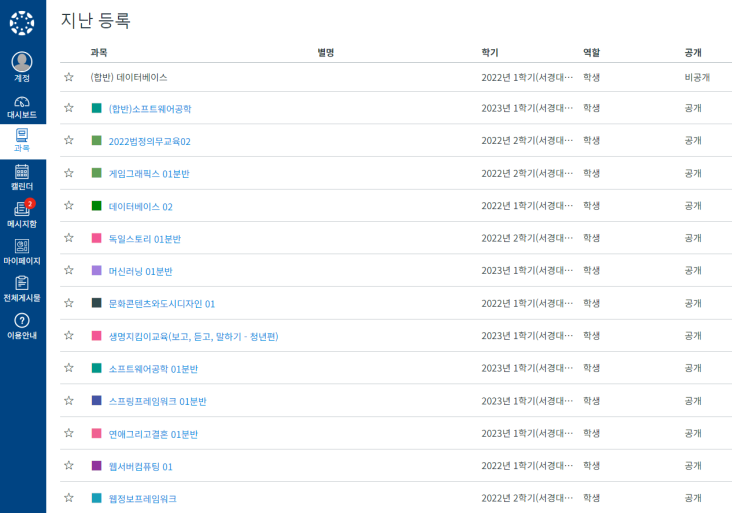 지난 등록
과목 별명 학기 역할 공개
(합반) 데이터베이스 2022년 1학기(서경대… 학생 비공개
(합반)소프트웨어공학 2023년 1학기(서경대… 학생 공개
2022법정의무교육02 2022년 2학기(서경대… 학생 공개
게임그래픽스 01분반 2022년 2학기(서경대… 학생 공개
데이터베이스 02 2022년 1학기(서경대… 학생 공개
독일스토리 01분반 2022년 2학기(서경대… 학생 공개
머신러닝 01분반 2023년 1학기(서경대… 학생 공개
문화콘텐츠와도시디자인 01 2022년 1학기(서경대… 학생 공개
생명지킴이교육(보고, 듣고, 말하기 - 청년편) 2023년 1학기(서경대… 학생 공개
소프트웨어공학 01분반 2023년 1학기(서경대… 학생 공개
스프링프레임워크 01분반 2023년 1학기(서경대… 학생 공개
연애그리고결혼 01분반 2023년 1학기(서경대… 학생 공개
웹서버컴퓨팅 01 2022년 1학기(서경대… 학생 공개
웹정보프레임워크 2022년 2학기(서경대… 학생 공개
계정
대시보드
과목
캘린더
2
메시지함
마이페이지
전체게시물
이용안내